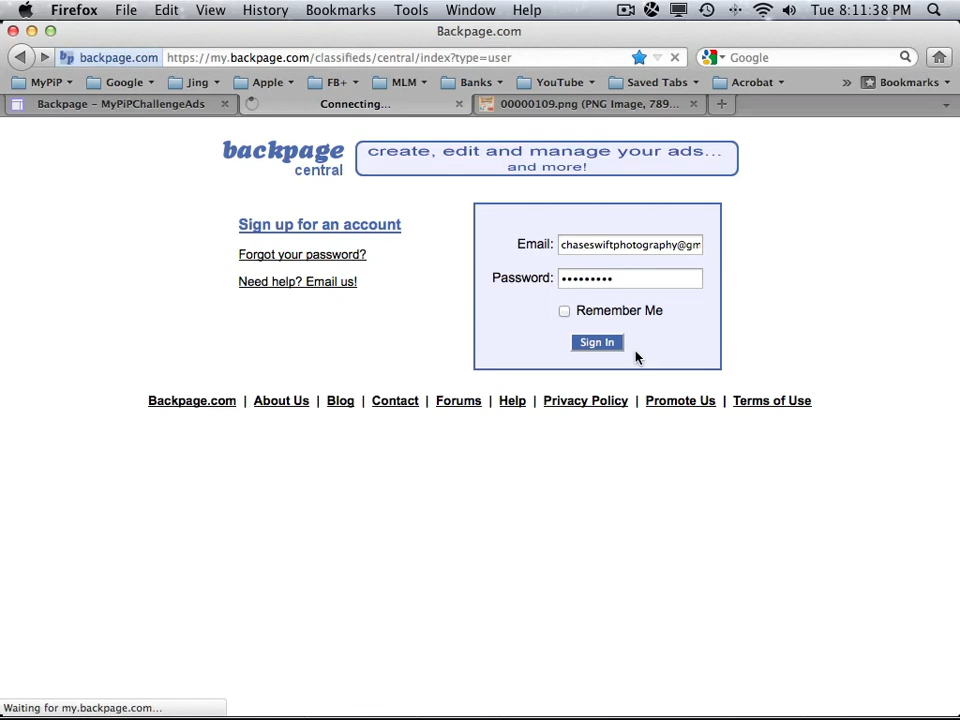 Firefox File Edit View History Bookmarks Tools Window Help Tue 8:11:38 PM
Backpage.com
backpage.com https://my.backpage.com/classifieds/central/index?type=user Google
MyPiP Google Jing Apple FB+ MLM Banks YouTube Saved Tabs Acrobat » Bookmarks
Backpage – MyPiPChallengeAds Connecting... 00000109.png (PNG Image, 789...
backpage create, edit and manage your ads...
central and more!
Sign up for an account
Email: chaseswiftphotography@gm
Forgot your password?
Password: •••••••••
Need help? Email us!
Remember Me
Sign In
Backpage.com | About Us | Blog | Contact | Forums | Help | Privacy Policy | Promote Us | Terms of Use
Waiting for my.backpage.com...